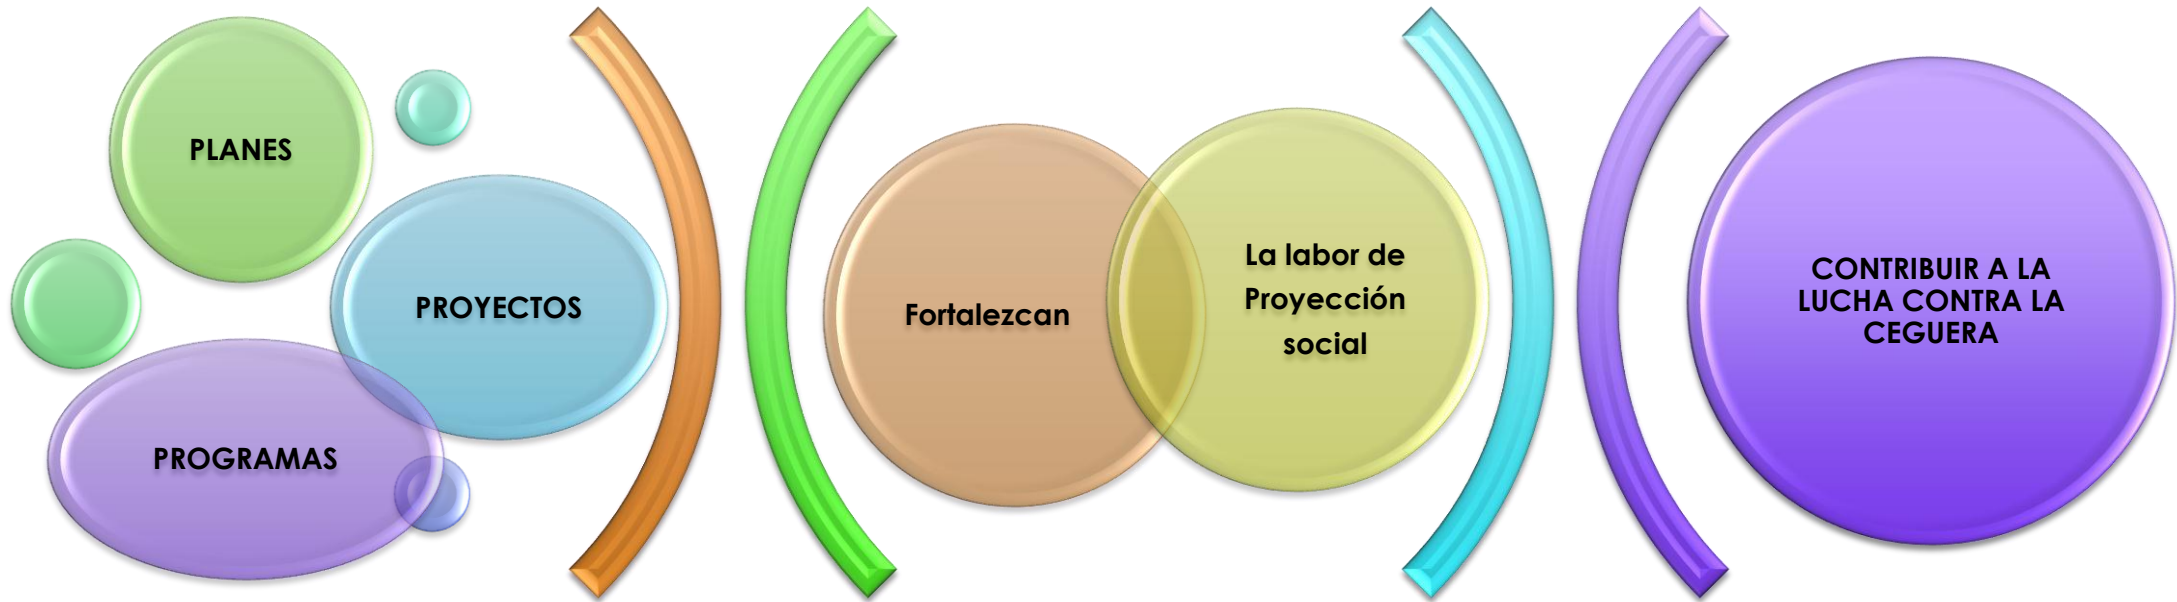 PLANES
PROYECTOS
PROGRAMAS
Fortalezcan
La labor de
Proyección
social
CONTRIBUIR A LA
LUCHA CONTRA LA
CEGUERA